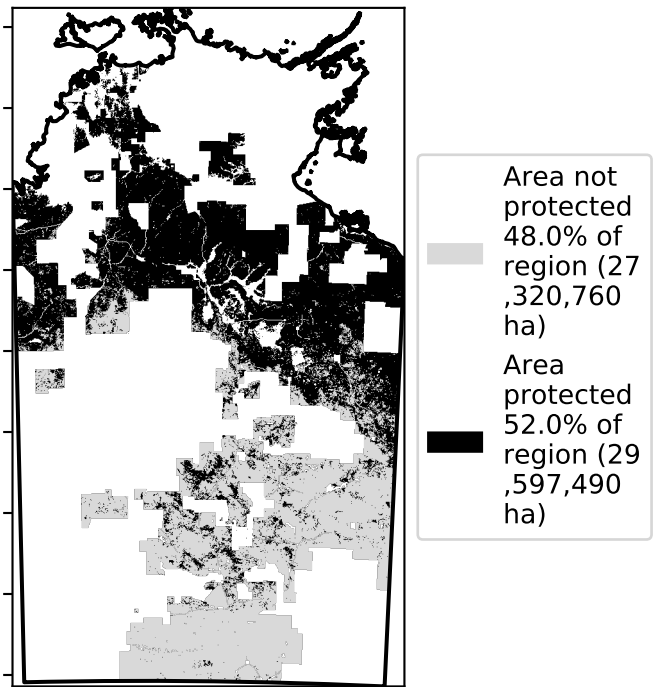 Area not
protected
48.0% of
region (27
,320,760
ha)
Area
protected
52.0% of
region (29
,597,490
ha)